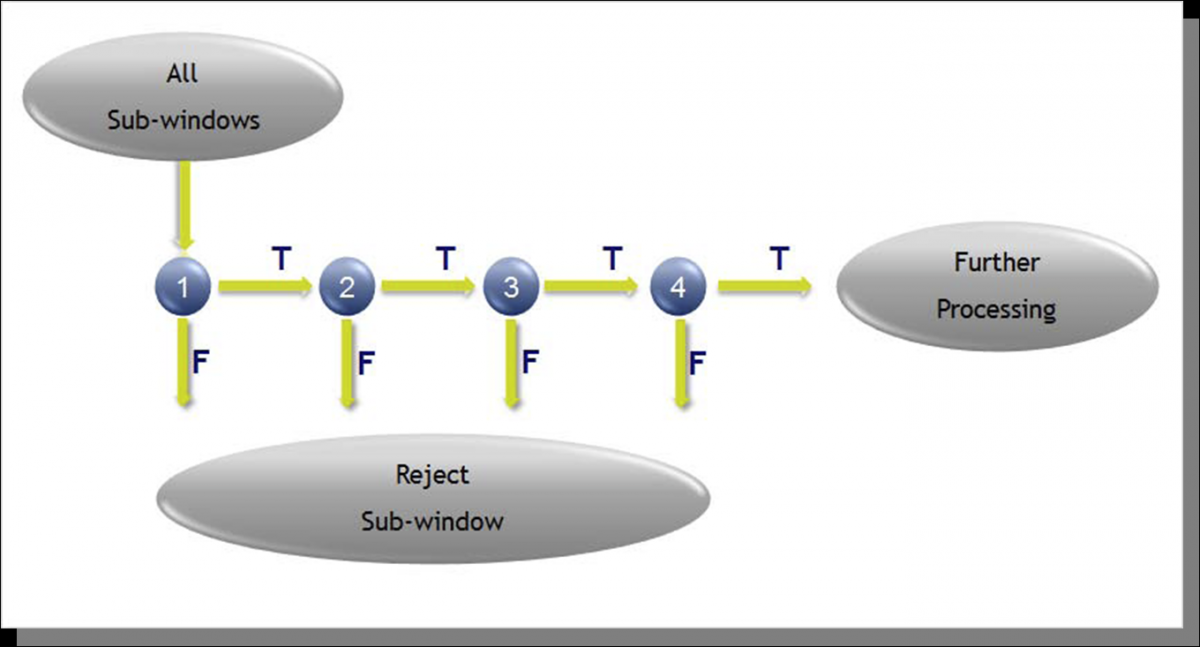 All
Sub-windows
T
T
T
T
1
2
3
4
Further
Processing
F
F
F
F
Reject
Sub-window